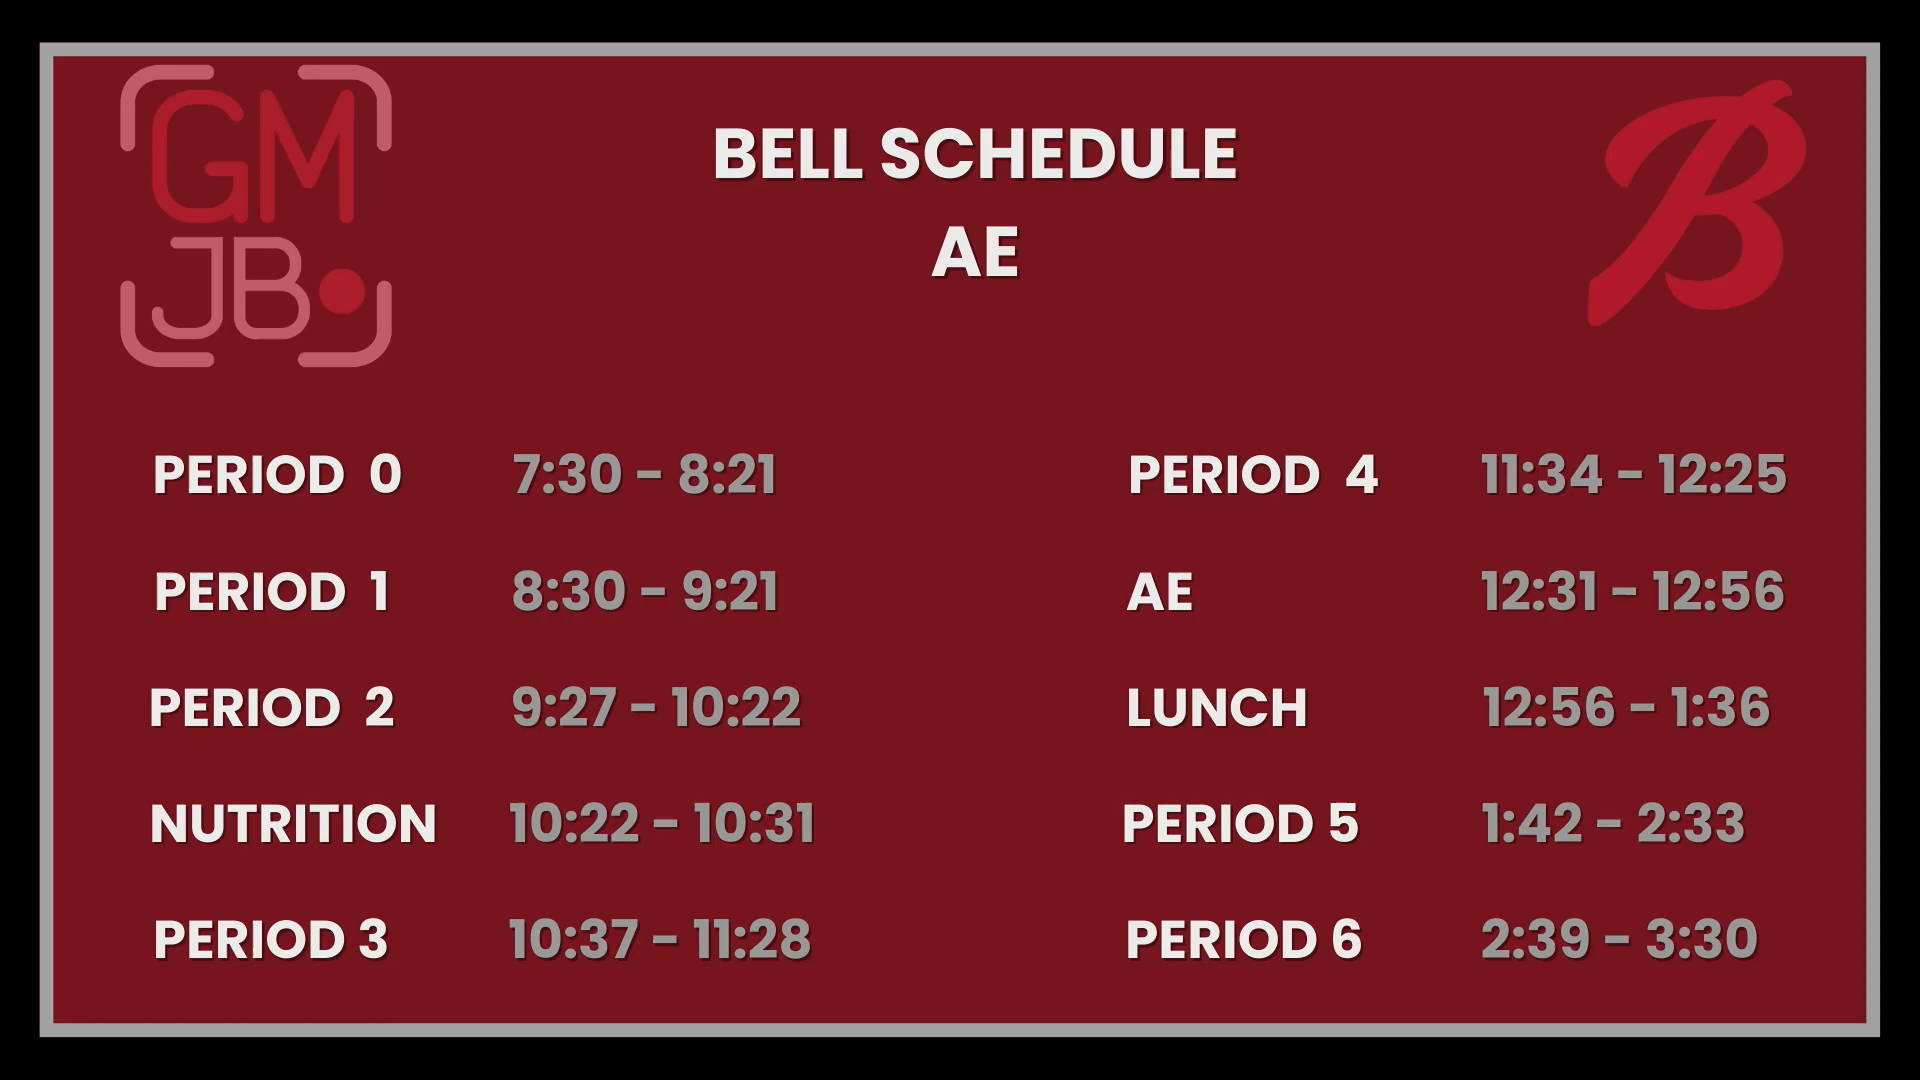 GM
JB
B
BELL SCHEDULE
AE
PERIOD 0 7:30 - 8:21
PERIOD 1 8:30 - 9:21
PERIOD 2 9:27 - 10:22
NUTRITION 10:22 - 10:31
PERIOD 3 10:37 - 11:28
PERIOD 4 11:34 - 12:25
AE 12:31 - 12:56
LUNCH 12:56 - 1:36
PERIOD 5 1:42 - 2:33
PERIOD 6 2:39 - 3:30